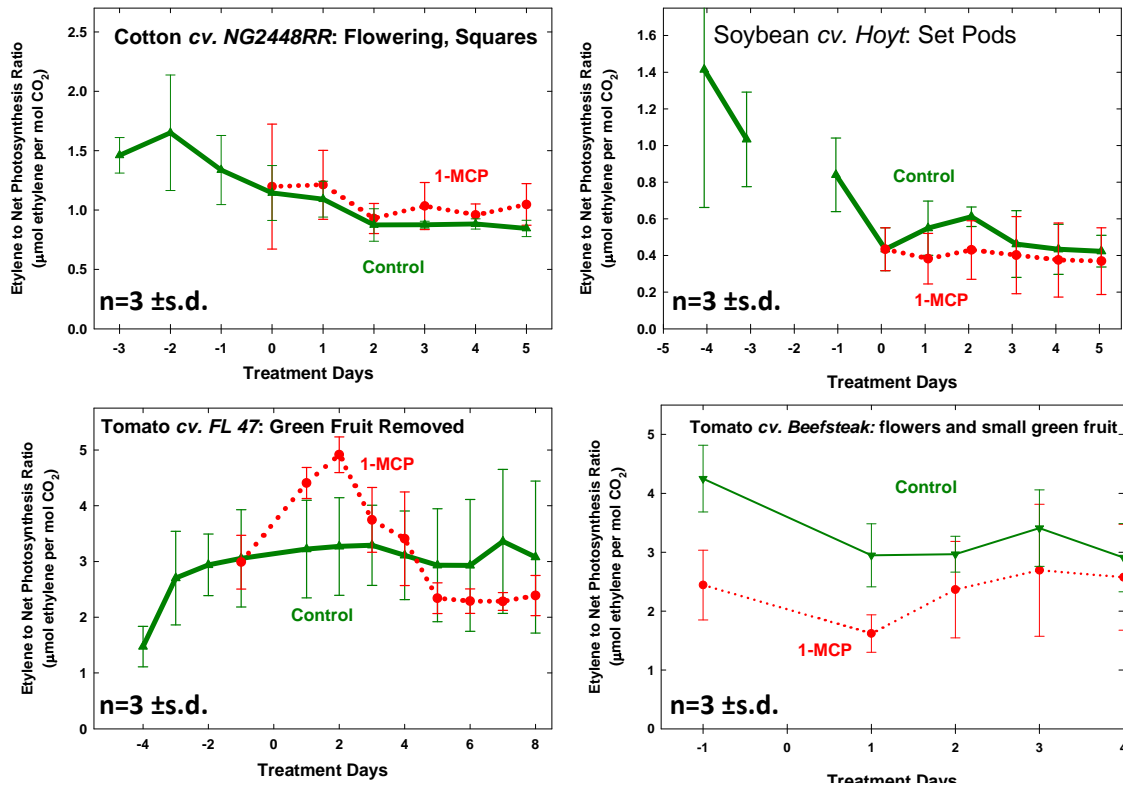 Cotton cv. NG2448RR: Flowering, Squares
Etylene to Net Photosynthesis Ratio
(µmol ethylene per mol CO2)
2.5
2.0
1.5
1.0
0.5
0.0
1-MCP
Control
n=3 ±s.d.
-3 -2 -1 0 1 2 3 4 5
Treatment Days
Soybean cv. Hoyt: Set Pods
Etylene to Net Photosynthesis Ratio
(µmol ethylene per mol CO2)
1.6
1.4
1.2
1.0
0.8
0.6
0.4
0.2
0.0
Control
1-MCP
n=3 ±s.d.
-5 -4 -3 -2 -1 0 1 2 3 4 5
Treatment Days
Tomato cv. FL 47: Green Fruit Removed
Etylene to Net Photosynthesis Ratio
(µmol ethylene per mol CO2)
5
4
3
2
1
0
1-MCP
Control
n=3 ±s.d.
-4 -2 0 2 4 6 8
Treatment Days
Tomato cv. Beefsteak: flowers and small green fruit
Etylene to Net Photosynthesis Ratio
(µmol ethylene per mol CO2)
5
4
3
2
1
0
Control
1-MCP
n=3 ±s.d.
-1 0 1 2 3 4
Treatment Days